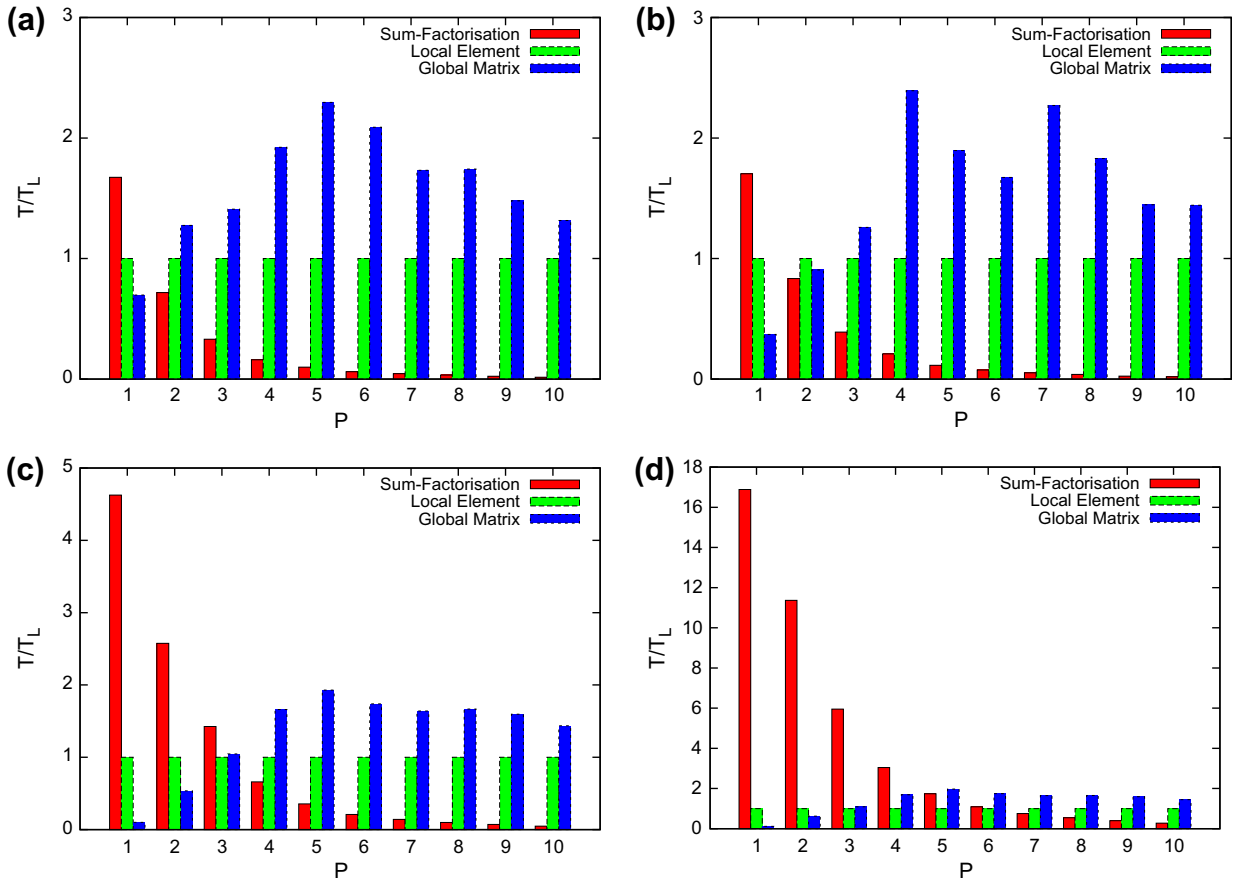 (a)
3
2
1
0
T/T_L
Sum-Factorisation
Local Element
Global Matrix
1 2 3 4 5 6 7 8 9 10
P
(b)
3
2
1
0
T/T_L
Sum-Factorisation
Local Element
Global Matrix
1 2 3 4 5 6 7 8 9 10
P
(c)
5
4
3
2
1
0
T/T_L
Sum-Factorisation
Local Element
Global Matrix
1 2 3 4 5 6 7 8 9 10
P
(d)
18
16
14
12
10
8
6
4
2
0
T/T_L
Sum-Factorisation
Local Element
Global Matrix
1 2 3 4 5 6 7 8 9 10
P